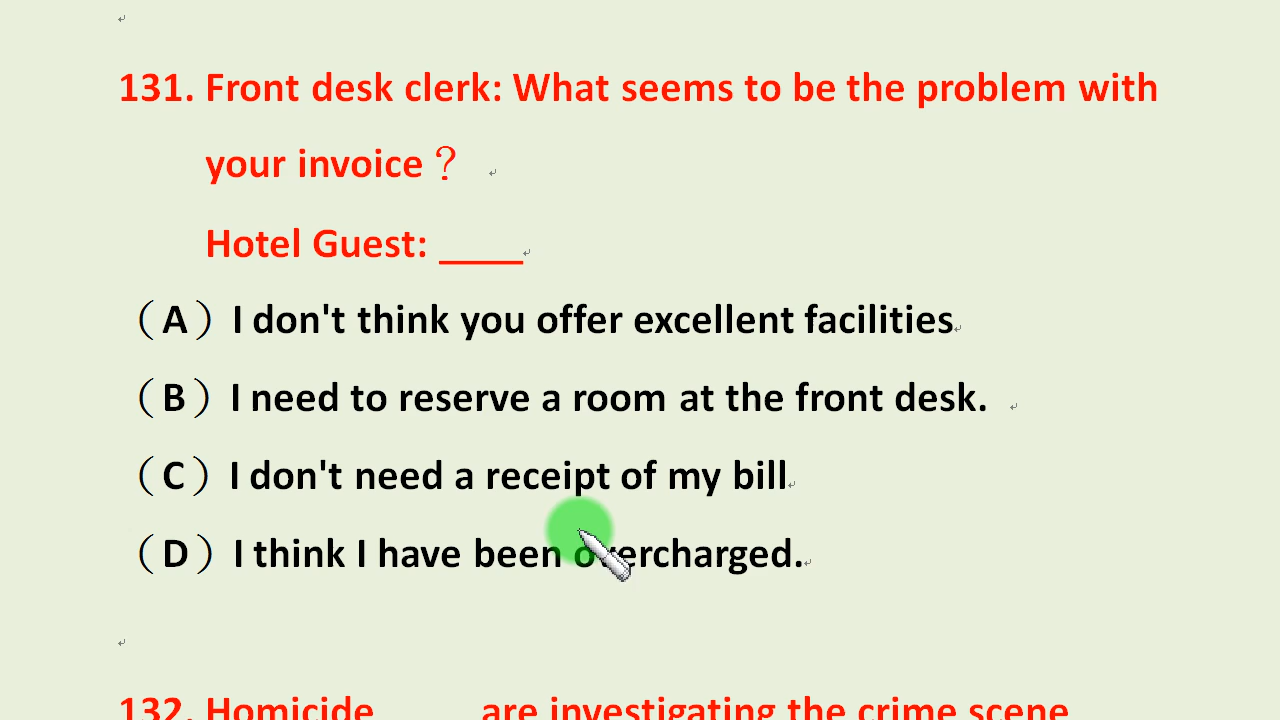 131. Front desk clerk: What seems to be the problem with
your invoice？
Hotel Guest: ____
（A）I don't think you offer excellent facilities
（B）I need to reserve a room at the front desk.
（C）I don't need a receipt of my bill
（D）I think I have been overcharged.
132. Homicide ____ are investigating the crime scene